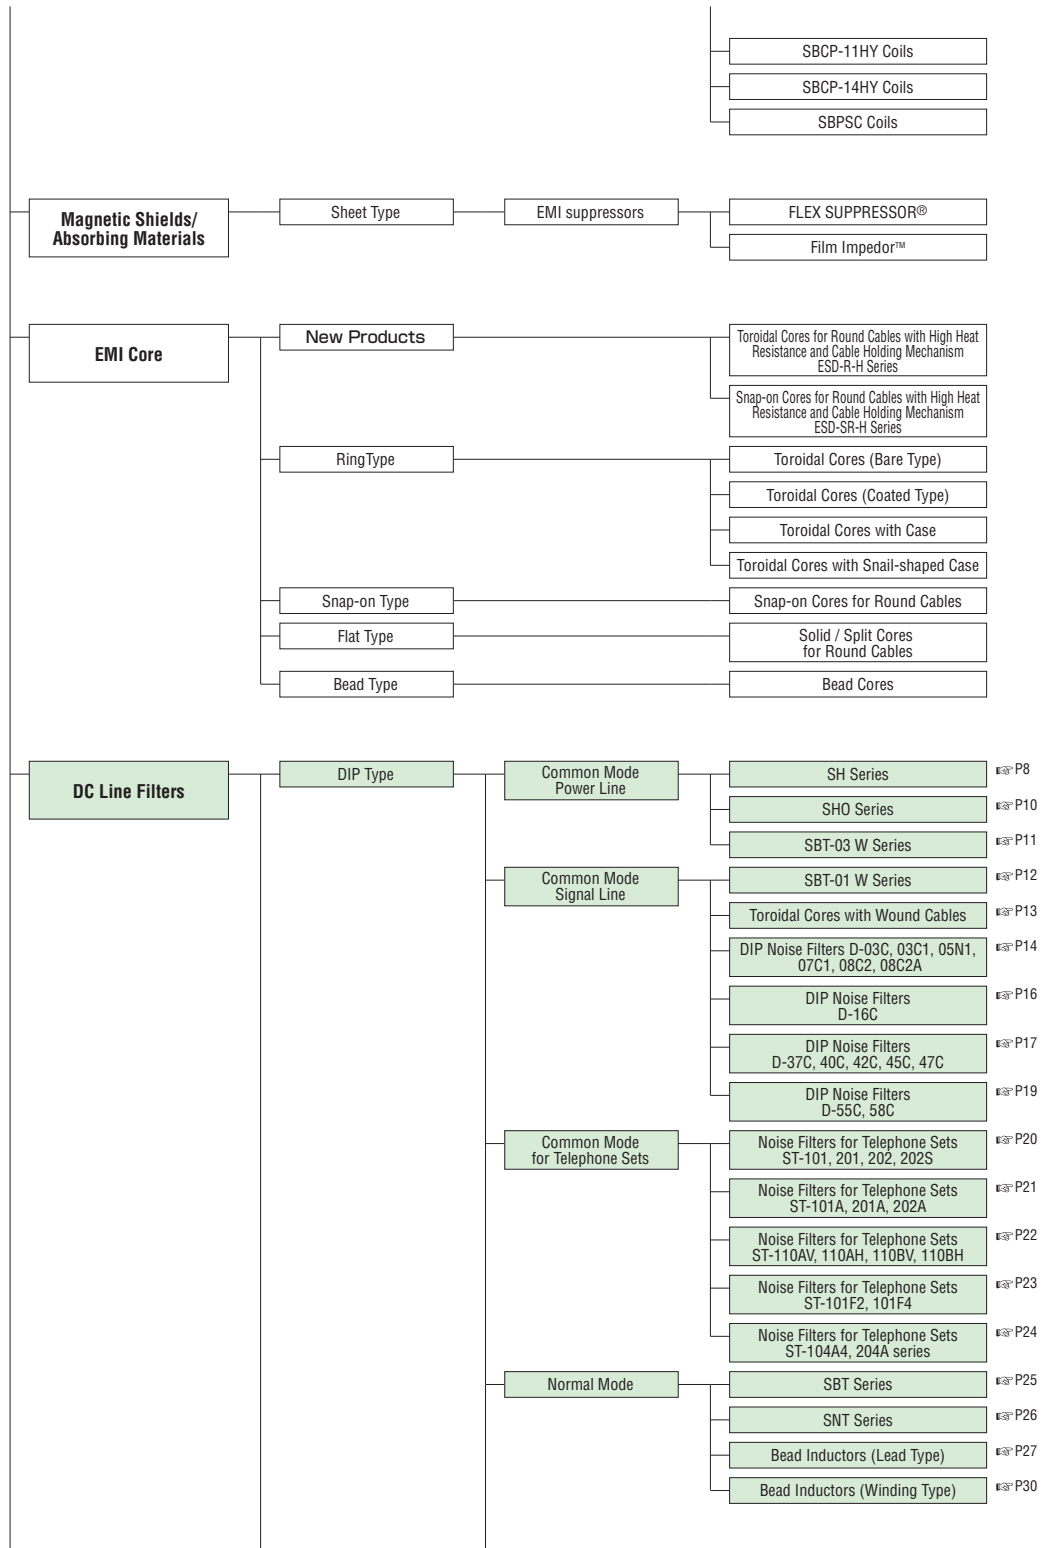 SBCP-11HY Coils
SBCP-14HY Coils
SBPSC Coils
Magnetic Shields/
Absorbing Materials
Sheet Type
EMI suppressors
FLEX SUPPRESSOR®
Film Impedor™
EMI Core
New Products
Toroidal Cores for Round Cables with High Heat
Resistance and Cable Holding Mechanism
ESD-R-H Series
Snap-on Cores for Round Cables with High Heat
Resistance and Cable Holding Mechanism
ESD-SR-H Series
RingType
Toroidal Cores (Bare Type)
Toroidal Cores (Coated Type)
Toroidal Cores with Case
Toroidal Cores with Snail-shaped Case
Snap-on Type
Snap-on Cores for Round Cables
Flat Type
Solid / Split Cores
for Round Cables
Bead Type
Bead Cores
DC Line Filters
DIP Type
Common Mode
Power Line
SH Series ☞P8
SHO Series ☞P10
SBT-03 W Series ☞P11
Common Mode
Signal Line
SBT-01 W Series ☞P12
Toroidal Cores with Wound Cables ☞P13
DIP Noise Filters D-03C, 03C1, 05N1, ☞P14
07C1, 08C2, 08C2A
DIP Noise Filters ☞P16
D-16C
DIP Noise Filters ☞P17
D-37C, 40C, 42C, 45C, 47C
DIP Noise Filters ☞P19
D-55C, 58C
Common Mode
for Telephone Sets
Noise Filters for Telephone Sets ☞P20
ST-101, 201, 202, 202S
Noise Filters for Telephone Sets ☞P21
ST-101A, 201A, 202A
Noise Filters for Telephone Sets ☞P22
ST-110AV, 110AH, 110BV, 110BH
Noise Filters for Telephone Sets ☞P23
ST-101F2, 101F4
Noise Filters for Telephone Sets ☞P24
ST-104A4, 204A series
Normal Mode
SBT Series ☞P25
SNT Series ☞P26
Bead Inductors (Lead Type) ☞P27
Bead Inductors (Winding Type) ☞P30